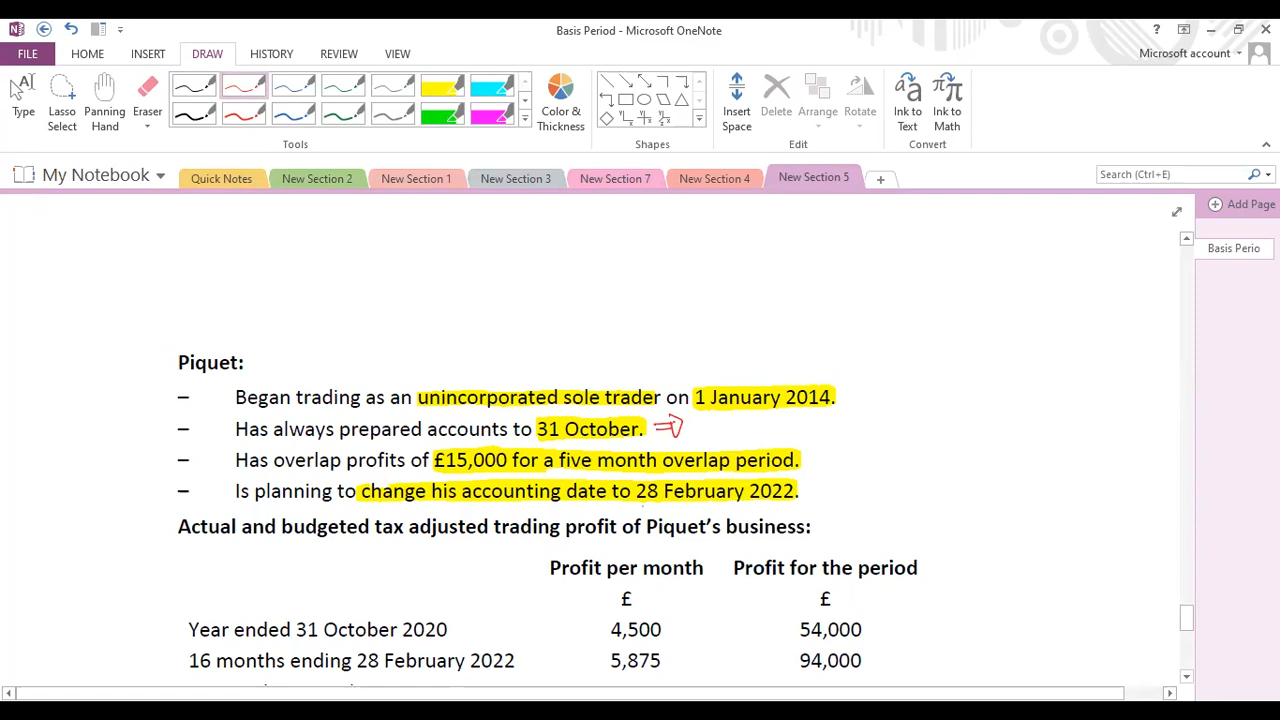 Basis Period - Microsoft OneNote
FILE HOME INSERT DRAW HISTORY REVIEW VIEW
Microsoft account
Type
Lasso Select
Panning Hand
Eraser
Color & Thickness
Insert Space
Delete
Arrange
Rotate
Ink to Text
Ink to Math
Tools
Shapes
Edit
Convert
My Notebook
Quick Notes
New Section 2
New Section 1
New Section 3
New Section 7
New Section 4
New Section 5
Search (Ctrl+E)
Add Page
Basis Perio
Piquet:
– Began trading as an unincorporated sole trader on 1 January 2014.
– Has always prepared accounts to 31 October.
– Has overlap profits of £15,000 for a five month overlap period.
– Is planning to change his accounting date to 28 February 2022.
Actual and budgeted tax adjusted trading profit of Piquet’s business:
Profit per month Profit for the period
£ £
Year ended 31 October 2020 4,500 54,000
16 months ending 28 February 2022 5,875 94,000